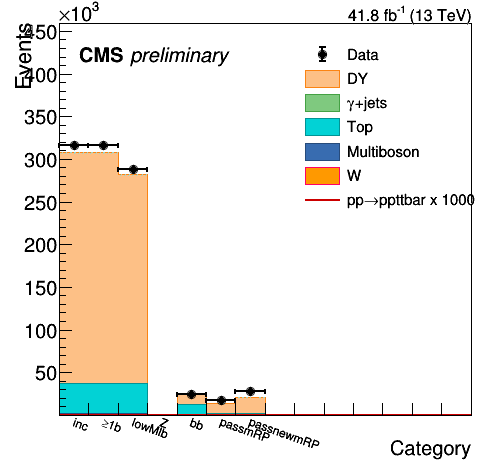 ×10³
41.8 fb⁻¹ (13 TeV)
Events
450
400
350
300
250
200
150
100
50
CMS preliminary
Data
DY
γ+jets
Top
Multiboson
W
pp→ppttbar x 1000
inc
≥1b
lowMib
Z
bb
passmRP
passnewmRP
Category